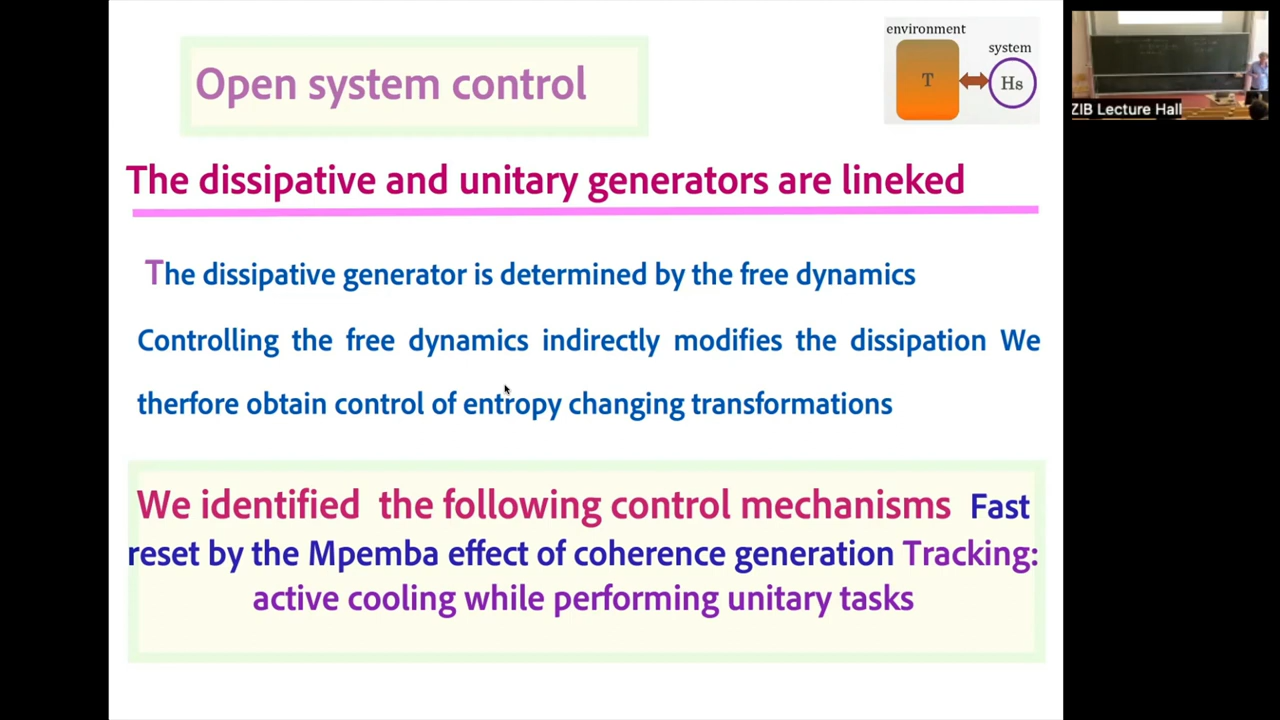 Open system control
environment
system
T
Hs
ZIB Lecture Hall
The dissipative and unitary generators are lineked
The dissipative generator is determined by the free dynamics
Controlling the free dynamics indirectly modifies the dissipation We
therfore obtain control of entropy changing transformations
We identified the following control mechanisms Fast
reset by the Mpemba effect of coherence generation Tracking:
active cooling while performing unitary tasks